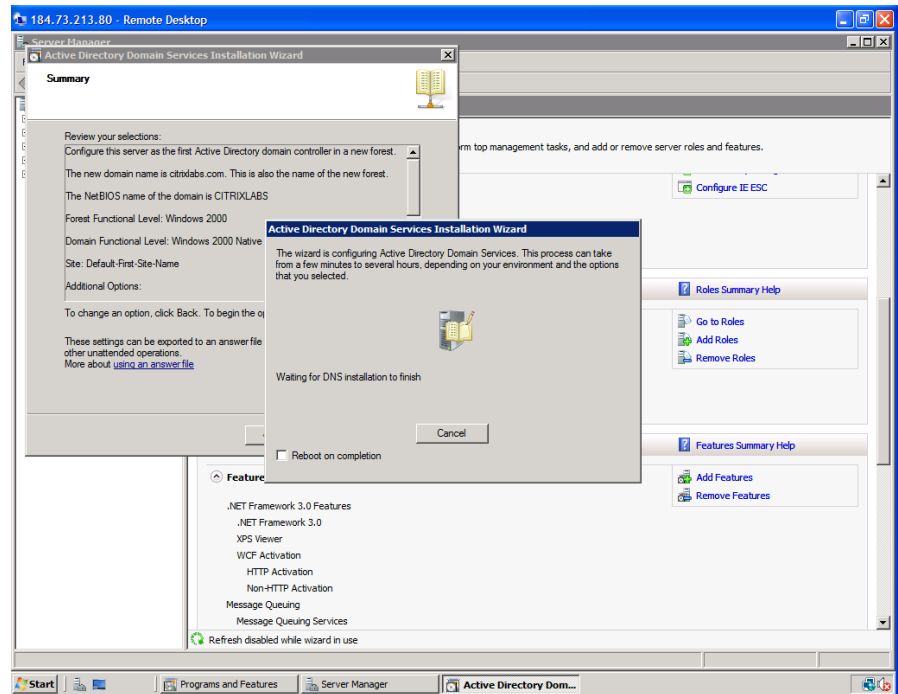 184.73.213.80 - Remote Desktop
Server Manager
Active Directory Domain Services Installation Wizard
Summary
Review your selections:
Configure this server as the first Active Directory domain controller in a new forest.
The new domain name is citrixlabs.com. This is also the name of the new forest.
The NetBIOS name of the domain is CITRIXLABS
Forest Functional Level: Windows 2000
Domain Functional Level: Windows 2000 Native
Site: Default-First-Site-Name
Additional Options:
To change an option, click Back. To begin the
These settings can be exported to an answer file
other unattended operations.
More about using an answer file
top management tasks, and add or remove server roles and features.
Configure IE ESC
Active Directory Domain Services Installation Wizard
The wizard is configuring Active Directory Domain Services. This process can take
from a few minutes to several hours, depending on your environment and the options
that you selected.
Waiting for DNS installation to finish
Cancel
Reboot on completion
Roles Summary Help
Go to Roles
Add Roles
Remove Roles
Features Summary Help
Add Features
Remove Features
Feature
.NET Framework 3.0 Features
.NET Framework 3.0
XPS Viewer
WCF Activation
HTTP Activation
Non-HTTP Activation
Message Queuing
Message Queuing Services
Refresh disabled while wizard in use
Start
Programs and Features
Server Manager
Active Directory Dom...